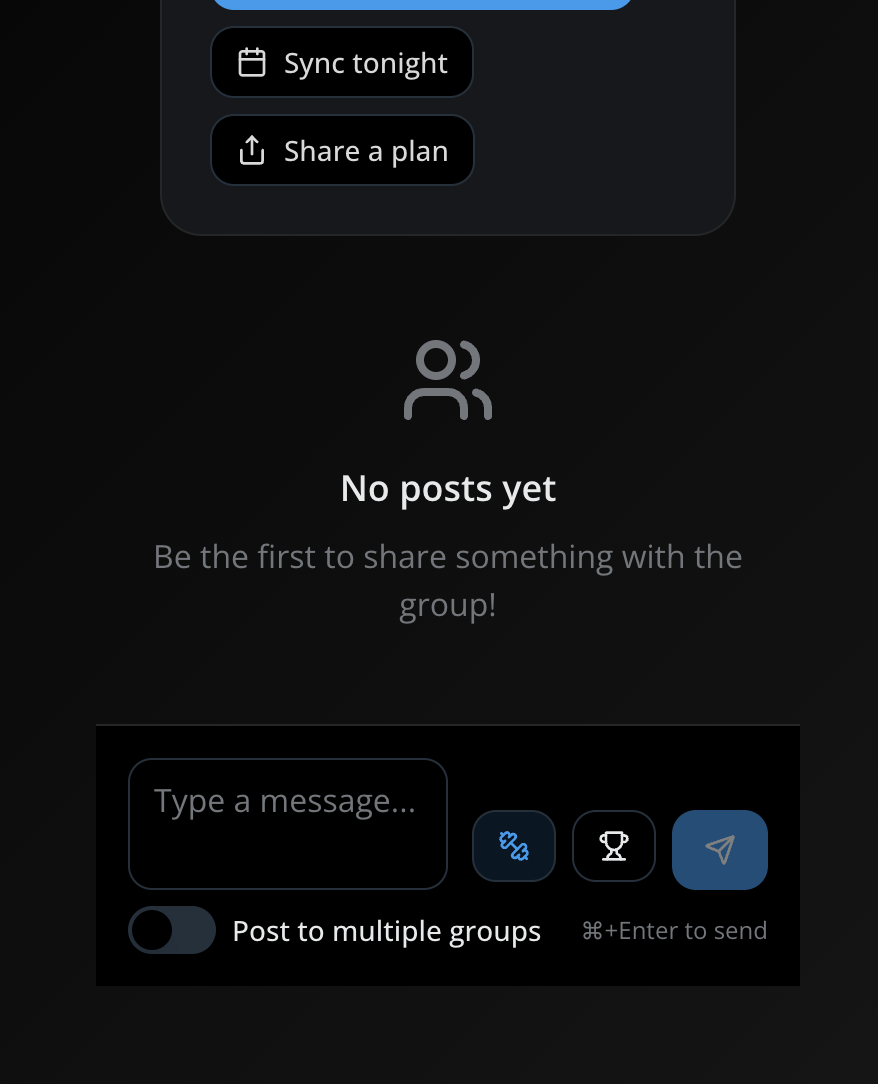 Sync tonight
Share a plan
No posts yet
Be the first to share something with the
group!
Type a message...
Post to multiple groups
⌘+Enter to send